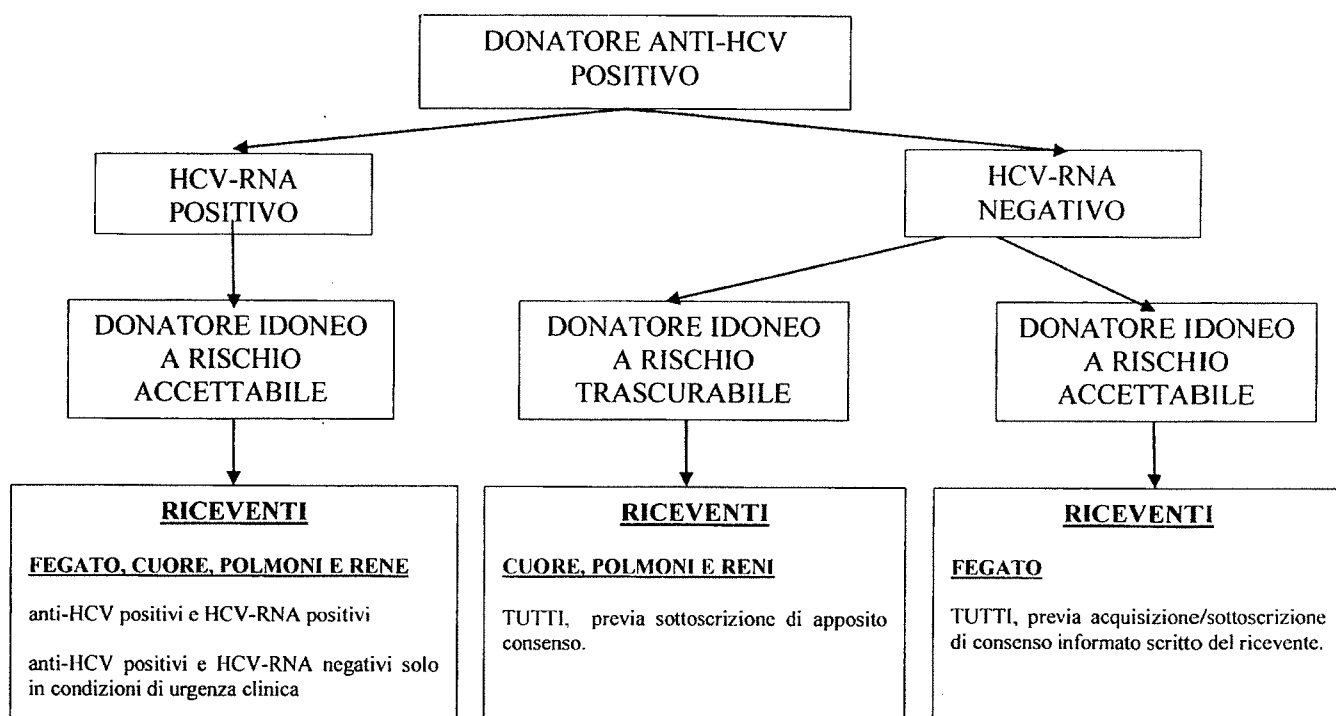 DONATORE ANTI-HCV
POSITIVO
HCV-RNA
POSITIVO
HCV-RNA
NEGATIVO
DONATORE IDONEO
A RISCHIO
ACCETTABILE
DONATORE IDONEO
A RISCHIO
TRASCURABILE
DONATORE IDONEO
A RISCHIO
ACCETTABILE
RICEVENTI
FEGATO, CUORE, POLMONI E RENE
anti-HCV positivi e HCV-RNA positivi
anti-HCV positivi e HCV-RNA negativi solo
in condizioni di urgenza clinica
RICEVENTI
CUORE, POLMONI E RENI
TUTTI, previa sottoscrizione di apposito
consenso.
RICEVENTI
FEGATO
TUTTI, previa acquisizione/sottoscrizione
di consenso informato scritto del ricevente.